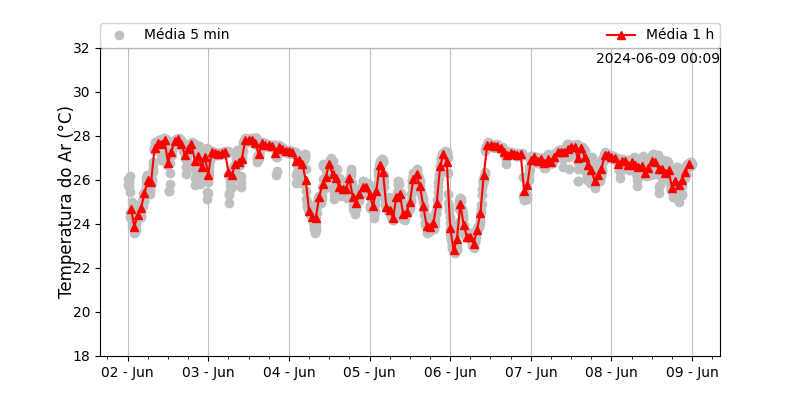 Média 5 min
Média 1 h
2024-06-09 00:09
Temperatura do Ar (°C)
32
30
28
26
24
22
20
18
02 - Jun
03 - Jun
04 - Jun
05 - Jun
06 - Jun
07 - Jun
08 - Jun
09 - Jun